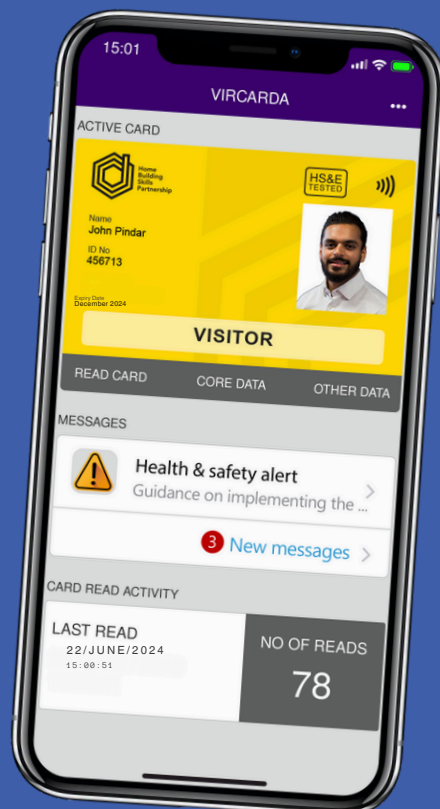 15:01
VIRCARDA
ACTIVE CARD
Home
Building
Skills
Partnership
HS&E
TESTED
Name
John Pindar
ID No
456713
Expiry Date
December 2024
VISITOR
READ CARD CORE DATA OTHER DATA
MESSAGES
Health & safety alert
Guidance on implementing the ...
3 New messages
CARD READ ACTIVITY
LAST READ
22/JUNE/2024
15:00:51
NO OF READS
78